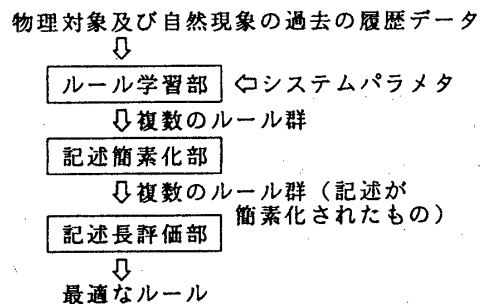 物理対象及び自然現象の過去の履歴データ
ルール学習部 ⇦システムパラメタ
⇩複数のルール群
記述簡素化部
⇩複数のルール群（記述が
簡素化されたもの）
記述長評価部
最適なルール